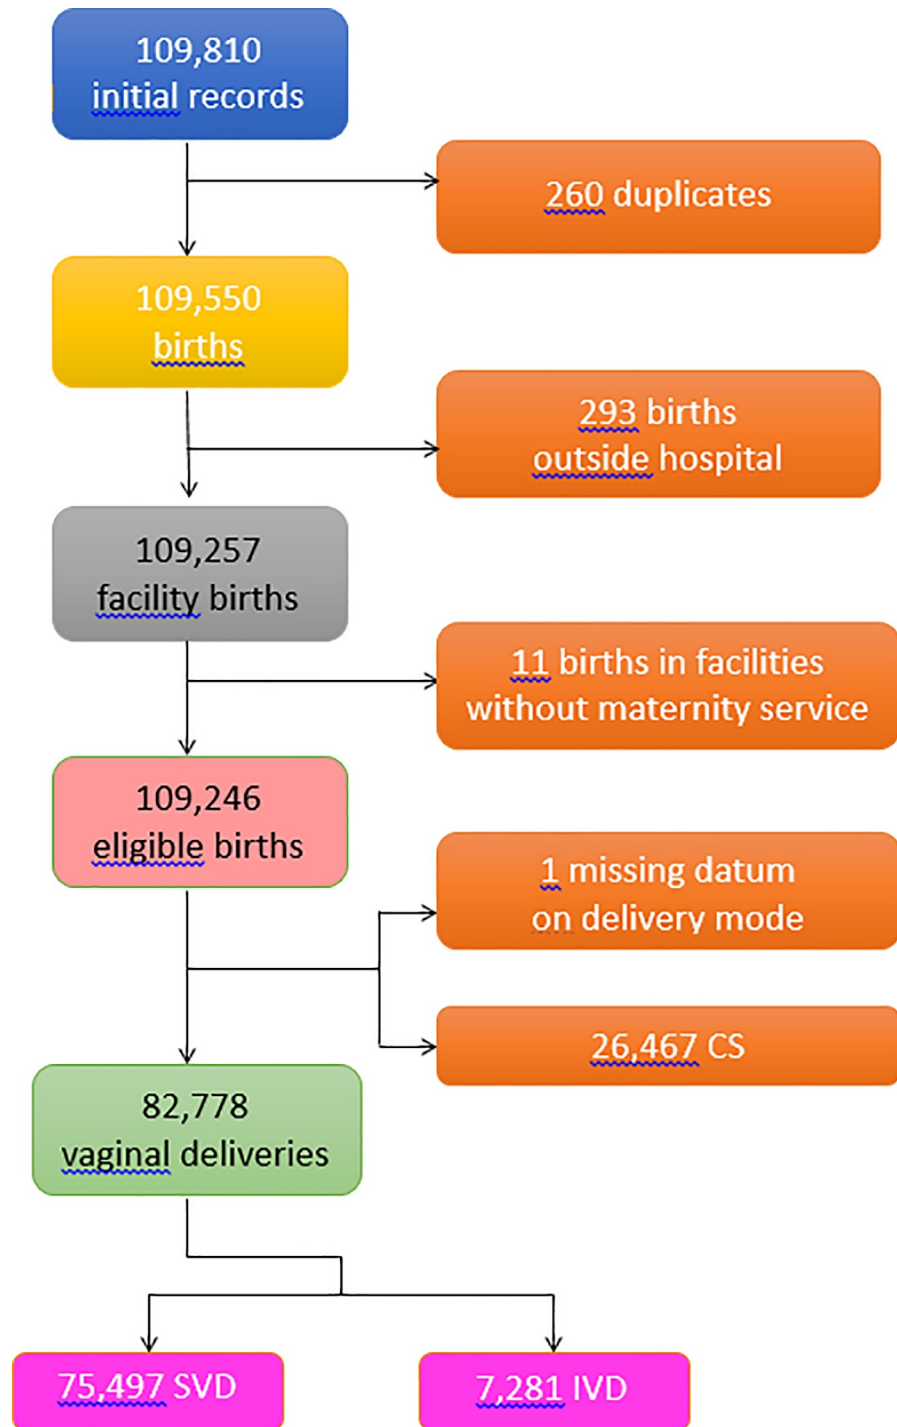 109,810
initial records
260 duplicates
109,550
births
293 births
outside hospital
109,257
facility births
11 births in facilities
without maternity service
109,246
eligible births
1 missing datum
on delivery mode
26,467 CS
82,778
vaginal deliveries
75,497 SVD
7,281 IVD